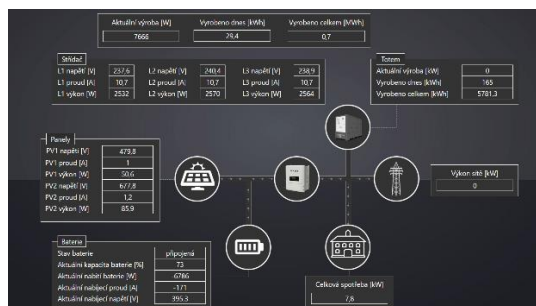 Aktuální výroba [W] Vyrobeno dnes [kWh] Vyrobeno celkem [MWh]
7666 29,4 0,7
Střídač
L1 napětí [V] 237,6 L2 napětí [V] 240,4 L3 napětí [V] 238,9
L1 proud [A] 10,7 L2 proud [A] 10,7 L3 proud [A] 10,7
L1 výkon [W] 2532 L2 výkon [W] 2570 L3 výkon [W] 2564
Totem
Aktuální výroba [kW] 0
Vyrobeno dnes [kWh] 165
Vyrobeno celkem [kWh] 5781,3
Panely
PV1 napětí [V] 479,8
PV1 proud [A] 1
PV1 výkon [W] 50,6
PV2 napětí [V] 677,8
PV2 proud [A] 1,2
PV2 výkon [W] 85,9
Výkon sítě [kW]
0
Baterie
Stav baterie připojená
Aktuální kapacita baterie [%] 73
Aktuální nabití baterie [W] -6786
Aktuální nabíjecí proud [A] -171
Aktuální nabíjecí napětí [V] 395,3
Celková spotřeba [kW]
7,8